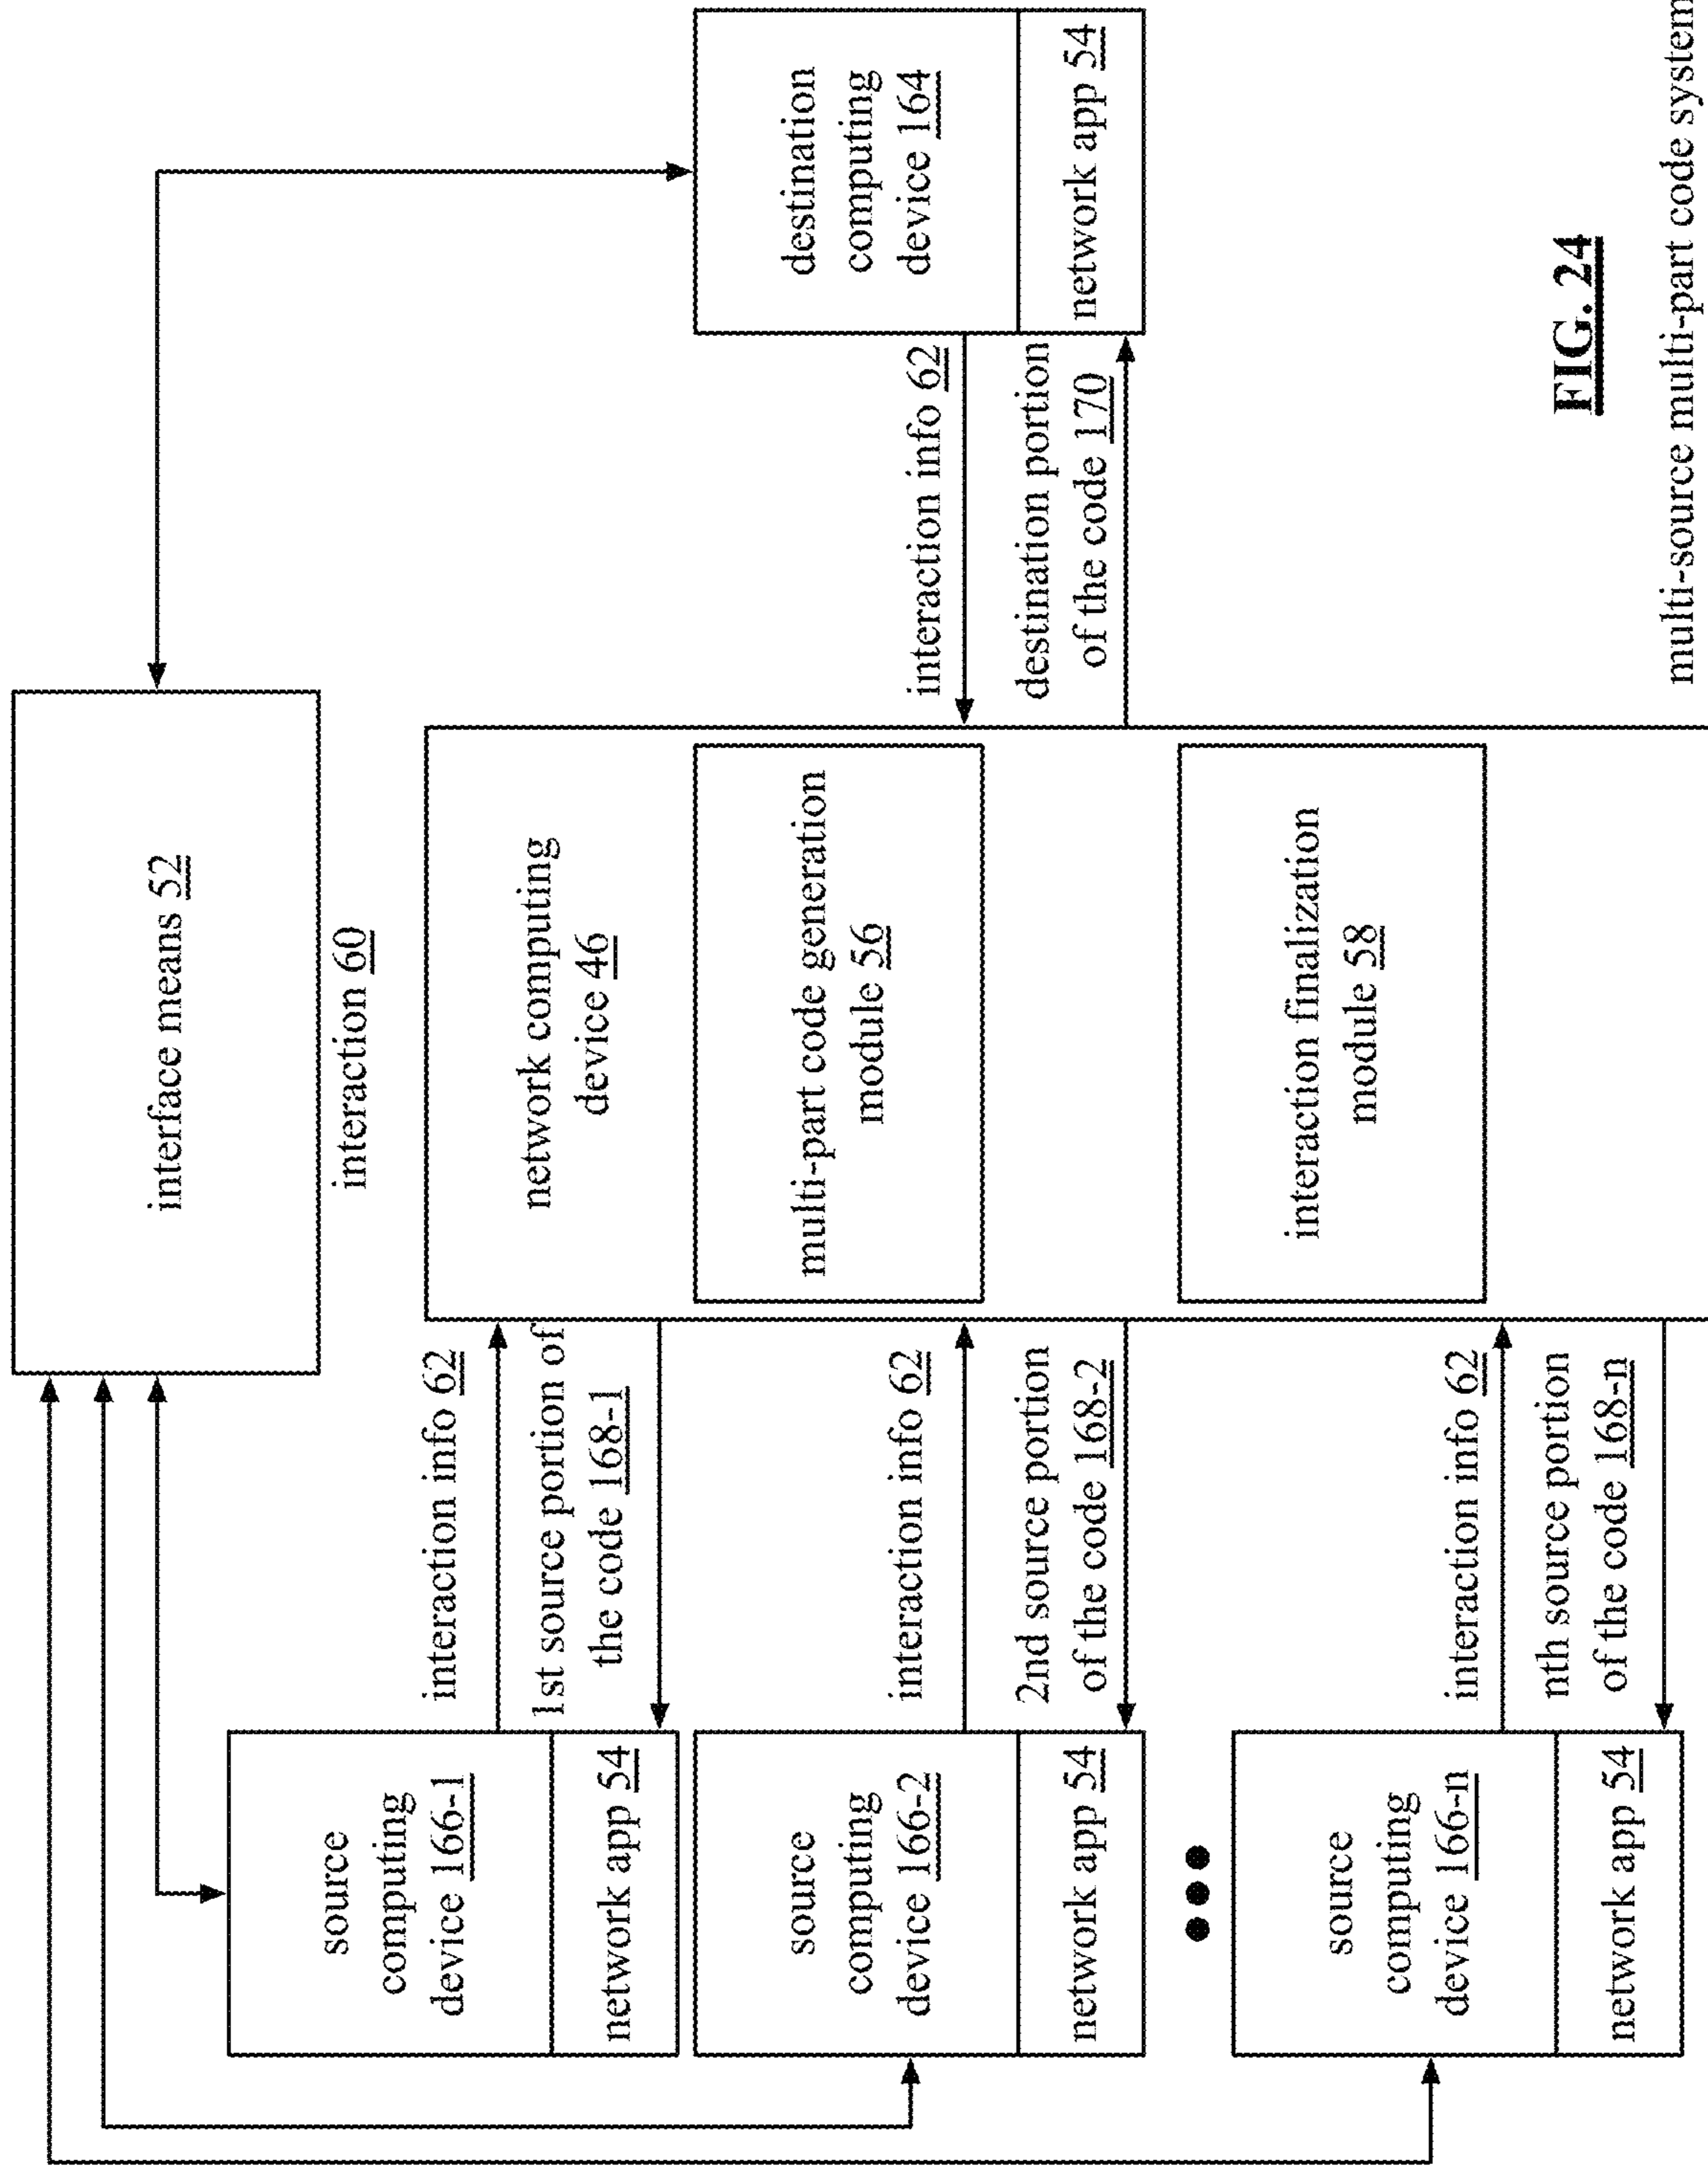 interface means 52
interaction 60
source
computing
device 166-1
network app 54
interaction info 62
1st source portion of
the code 168-1
source
computing
device 166-2
network app 54
interaction info 62
2nd source portion
of the code 168-2
source
computing
device 166-n
network app 54
interaction info 62
nth source portion
of the code 168-n
network computing
device 46
multi-part code generation
module 56
interaction finalization
module 58
interaction info 62
destination portion
of the code 170
destination
computing
device 164
network app 54
FIG. 24
multi-source multi-part code system